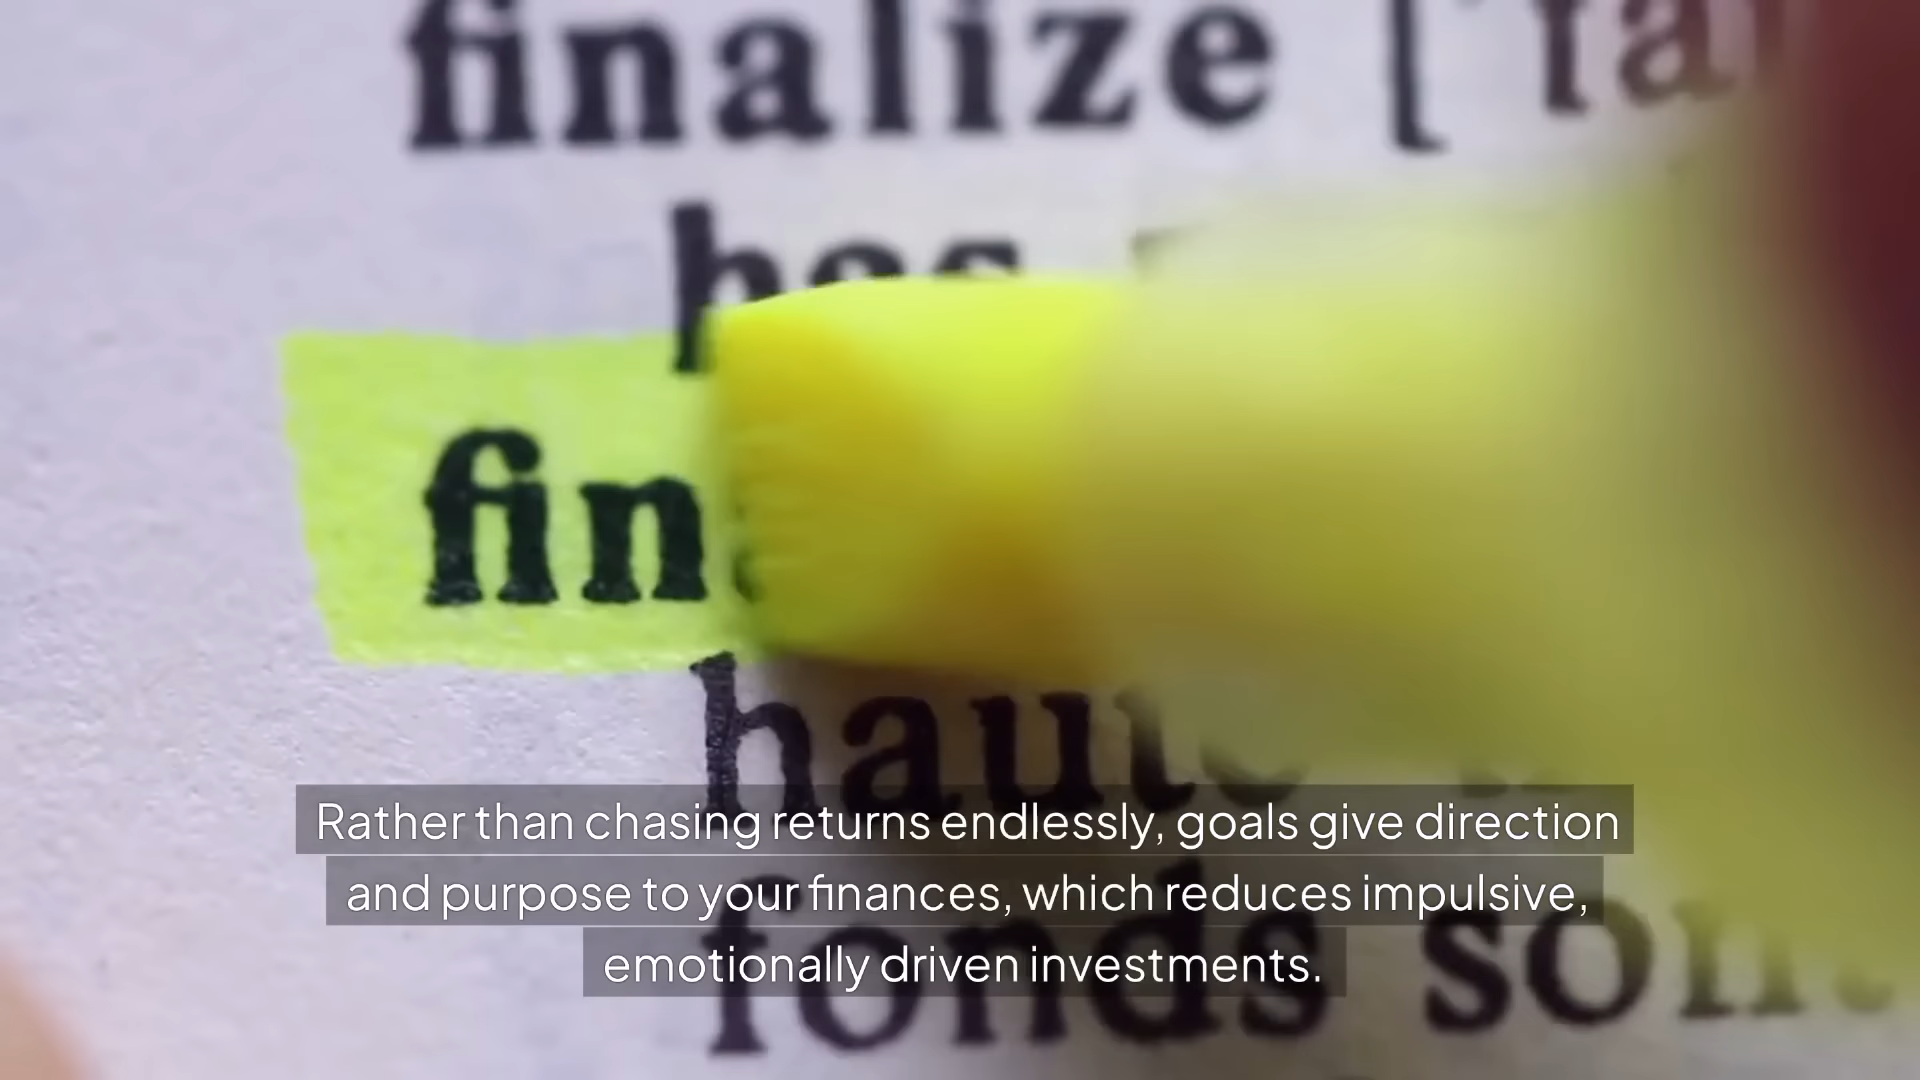 finalize
fin
Rather than chasing returns endlessly, goals give direction
and purpose to your finances, which reduces impulsive,
emotionally driven investments.
fonds